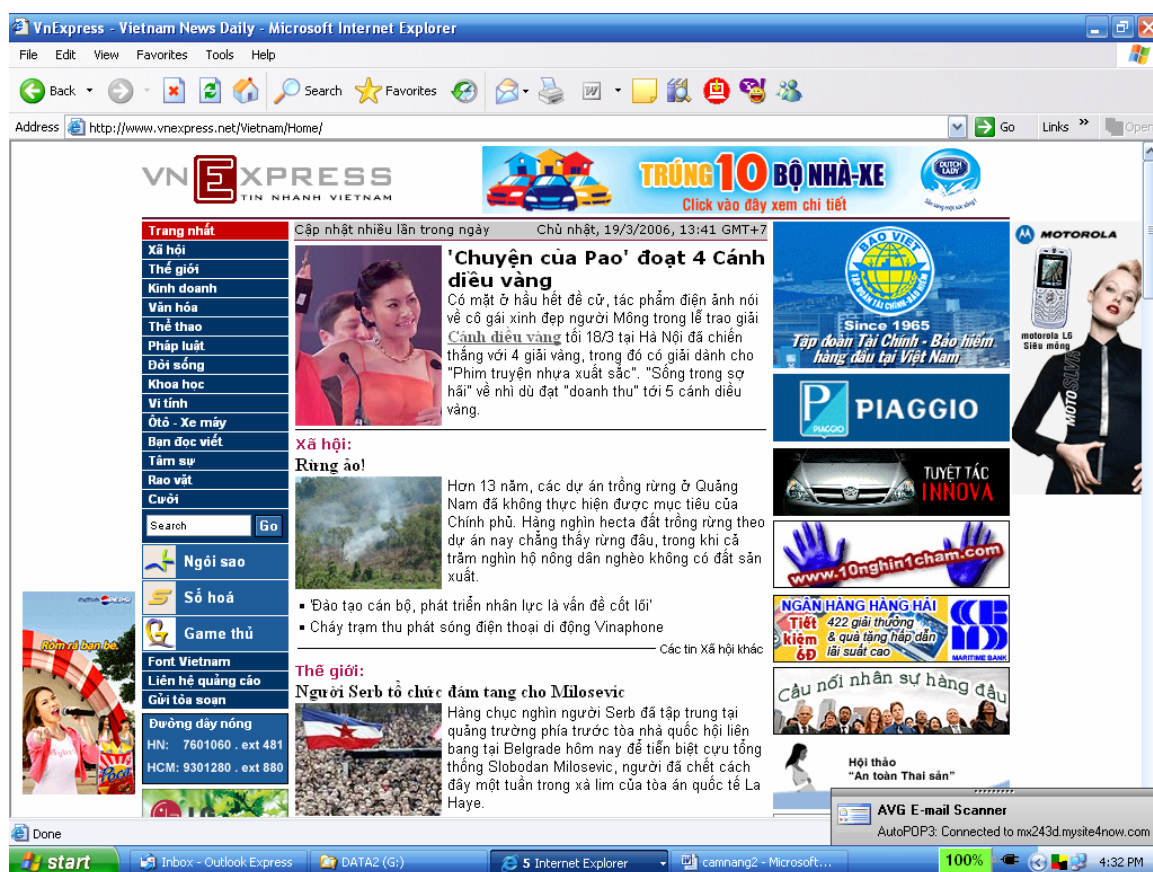 VnExpress - Vietnam News Daily - Microsoft Internet Explorer
File Edit View Favorites Tools Help
Back Search Favorites
Address http://www.vnexpress.net/Vietnam/Home/ Go Links » Open
VN E XPRESS
TIN NHANH VIETNAM
TRÚNG 10 BỘ NHÀ-XE
Click vào đây xem chi tiết
DUTCH LADY
Trang nhất
Xã hội
Thế giới
Kinh doanh
Văn hóa
Thể thao
Pháp luật
Đời sống
Khoa học
Vi tính
Ôtô - Xe máy
Bạn đọc viết
Tâm sự
Rao vặt
Cười
Search Go
Ngôi sao
Số hoá
Game thủ
Font Vietnam
Liên hệ quảng cáo
Gửi tòa soạn
Đường dây nóng
HN: 7601060 . ext 481
HCM: 9301280 . ext 880
LG
Rôm rả bạn bè.
Poca
Cập nhật nhiều lần trong ngày Chủ nhật, 19/3/2006, 13:41 GMT+7
'Chuyện của Pao' đoạt 4 Cánh
diều vàng
Có mặt ở hầu hết đề cử, tác phẩm điện ảnh nói
về cô gái xinh đẹp người Mông trong lễ trao giải
Cánh diều vàng tối 18/3 tại Hà Nội đã chiến
thắng với 4 giải vàng, trong đó có giải dành cho
"Phim truyện nhựa xuất sắc". "Sống trong sợ
hãi" về nhì dù đạt "doanh thu" tới 5 cánh diều
vàng.
Xã hội:
Rừng ảo!
Hơn 13 năm, các dự án trồng rừng ở Quảng
Nam đã không thực hiện được mục tiêu của
Chính phủ. Hàng nghìn hecta đất trồng rừng theo
dự án nay chẳng thấy rừng đâu, trong khi cả
trăm nghìn hộ nông dân nghèo không có đất sản
xuất.
▪ 'Đào tạo cán bộ, phát triển nhân lực là vấn đề cốt lõi'
▪ Cháy trạm thu phát sóng điện thoại di động Vinaphone
Các tin Xã hội khác
Thế giới:
Người Serb tổ chức đám tang cho Milosevic
Hàng chục nghìn người Serb đã tập trung tại
quảng trường phía trước tòa nhà quốc hội liên
bang tại Belgrade hôm nay để tiễn biệt cựu tổng
thống Slobodan Milosevic, người đã chết cách
đây một tuần trong xà lim của tòa án quốc tế La
Haye.
BAO VIET
Since 1965
Tập đoàn Tài Chính - Bảo hiểm
hàng đầu tại Việt Nam
PIAGGIO
PIAGGIO
TUYỆT TÁC
INNOVA
www.10nghin1cham.com
NGÂN HÀNG HÀNG HẢI
Tiết kiệm 6Đ
422 giải thưởng
& quà tặng hấp dẫn
lãi suất cao
MARITIME BANK
Cầu nối nhân sự hàng đầu
Hội thảo
"An toàn Thai sản"
MOTOROLA
motorola L6
Siêu mỏng
MOTO SLVR
AVG E-mail Scanner
AutoPOP3: Connected to mx243d.mysite4now.com
Done
start Inbox - Outlook Express DATA2 (G:) 5 Internet Explorer camnang2 - Microsoft... 100% 4:32 PM